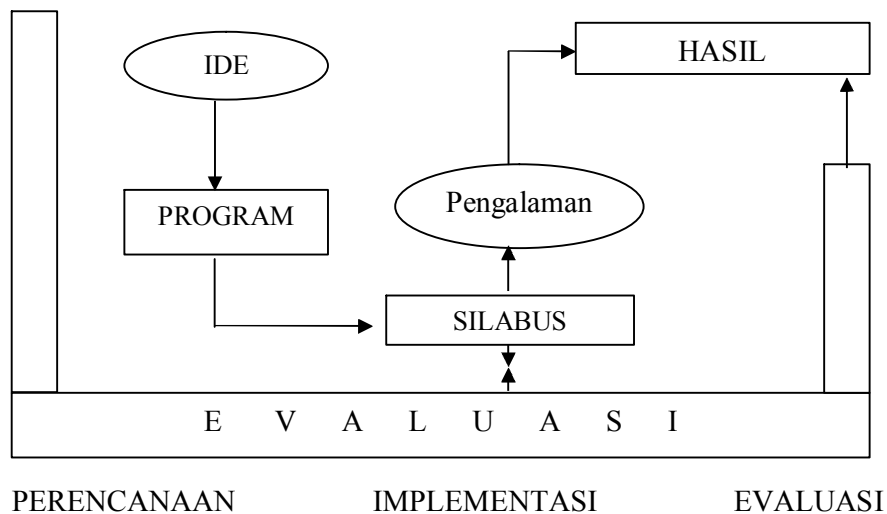 IDE
HASIL
PROGRAM
Pengalaman
SILABUS
E V A L U A S I
PERENCANAAN IMPLEMENTASI EVALUASI